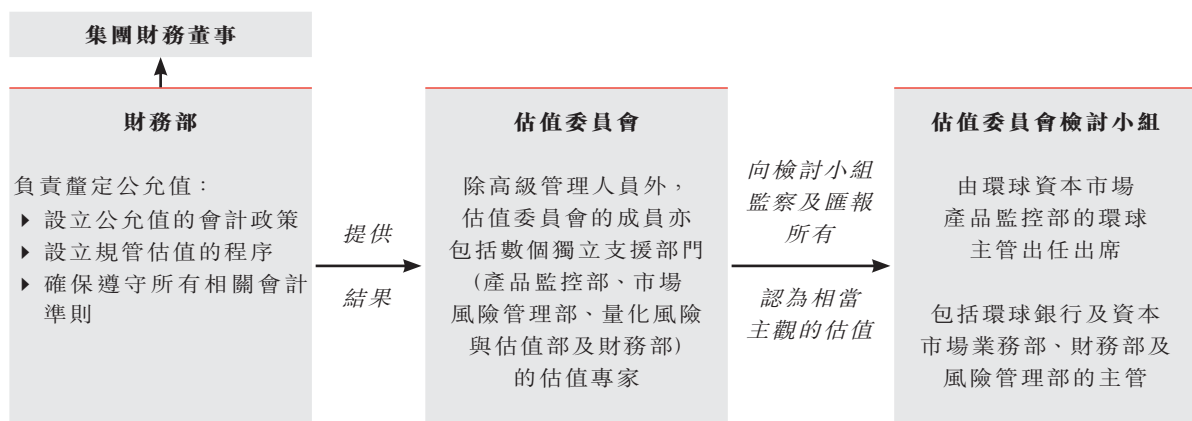 集團財務董事
財務部
負責釐定公允值：
設立公允值的會計政策
設立規管估值的程序
確保遵守所有相關會計
準則
提供
結果
估值委員會
除高級管理人員外，
估值委員會的成員亦
包括數個獨立支援部門
(產品監控部、市場
風險管理部、量化風險
與估值部及財務部)
的估值專家
向檢討小組
監察及匯報
所有
認為相當
主觀的估值
估值委員會檢討小組
由環球資本市場
產品監控部的環球
主管出任出席
包括環球銀行及資本
市場業務部、財務部及
風險管理部的主管